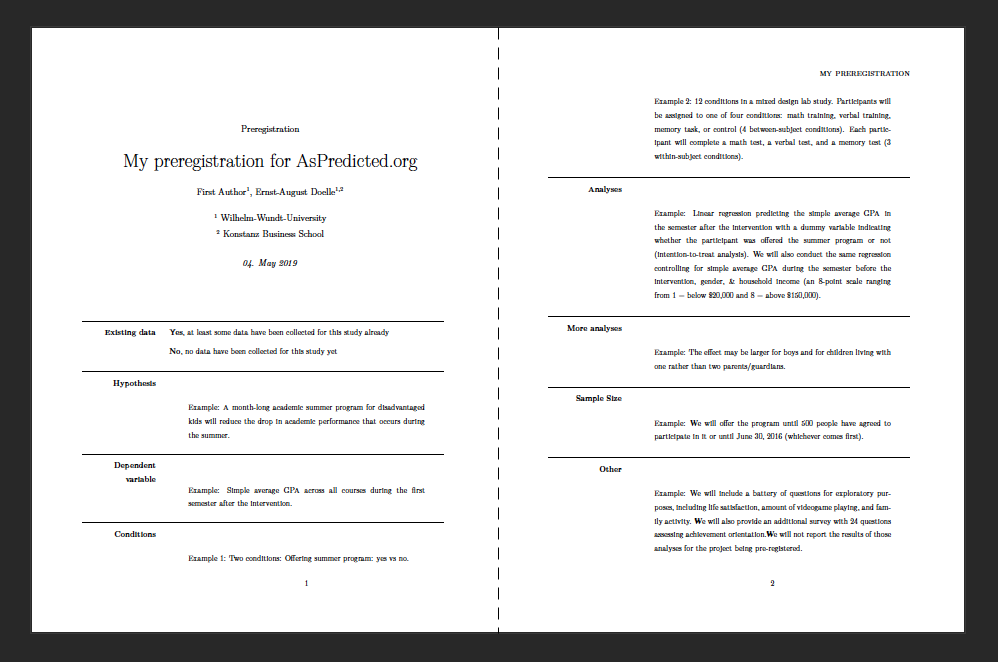 Preregistration
My preregistration for AsPredicted.org
First Author¹, Ernst-August Doelle¹,²
¹ Wilhelm-Wundt-University
² Konstanz Business School
04. May 2019
Existing data Yes, at least some data have been collected for this study already
No, no data have been collected for this study yet
Hypothesis
Example: A month-long academic summer program for disadvantaged
kids will reduce the drop in academic performance that occurs during
the summer.
Dependent
variable
Example: Simple average GPA across all courses during the first
semester after the intervention.
Conditions
Example 1: Two conditions: Offering summer program: yes vs no.
1
MY PREREGISTRATION
Example 2: 12 conditions in a mixed design lab study. Participants will
be assigned to one of four conditions: math training, verbal training,
memory task, or control (4 between-subject conditions). Each partic-
ipant will complete a math test, a verbal test, and a memory test (3
within-subject conditions).
Analyses
Example: Linear regression predicting the simple average GPA in
the semester after the intervention with a dummy variable indicating
whether the participant was offered the summer program or not
(intention-to-treat analysis). We will also conduct the same regression
controlling for simple average GPA during the semester before the
intervention, gender, & household income (an 8-point scale ranging
from 1 = below $20,000 and 8 = above $150,000).
More analyses
Example: The effect may be larger for boys and for children living with
one rather than two parents/guardians.
Sample Size
Example: We will offer the program until 500 people have agreed to
participate in it or until June 30, 2016 (whichever comes first).
Other
Example: We will include a battery of questions for exploratory pur-
poses, including life satisfaction, amount of videogame playing, and fam-
ily activity. We will also provide an additional survey with 24 questions
assessing achievement orientation.We will not report the results of those
analyses for the project being pre-registered.
2